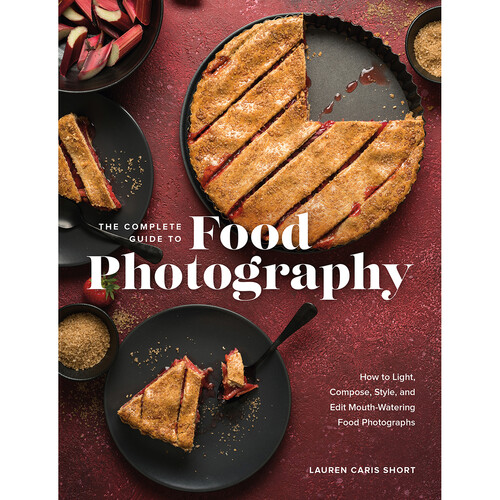 THE COMPLETE
GUIDE TO
Food
Photography
How to Light,
Compose, Style, and
Edit Mouth-Watering
Food Photographs
LAUREN CARIS SHORT